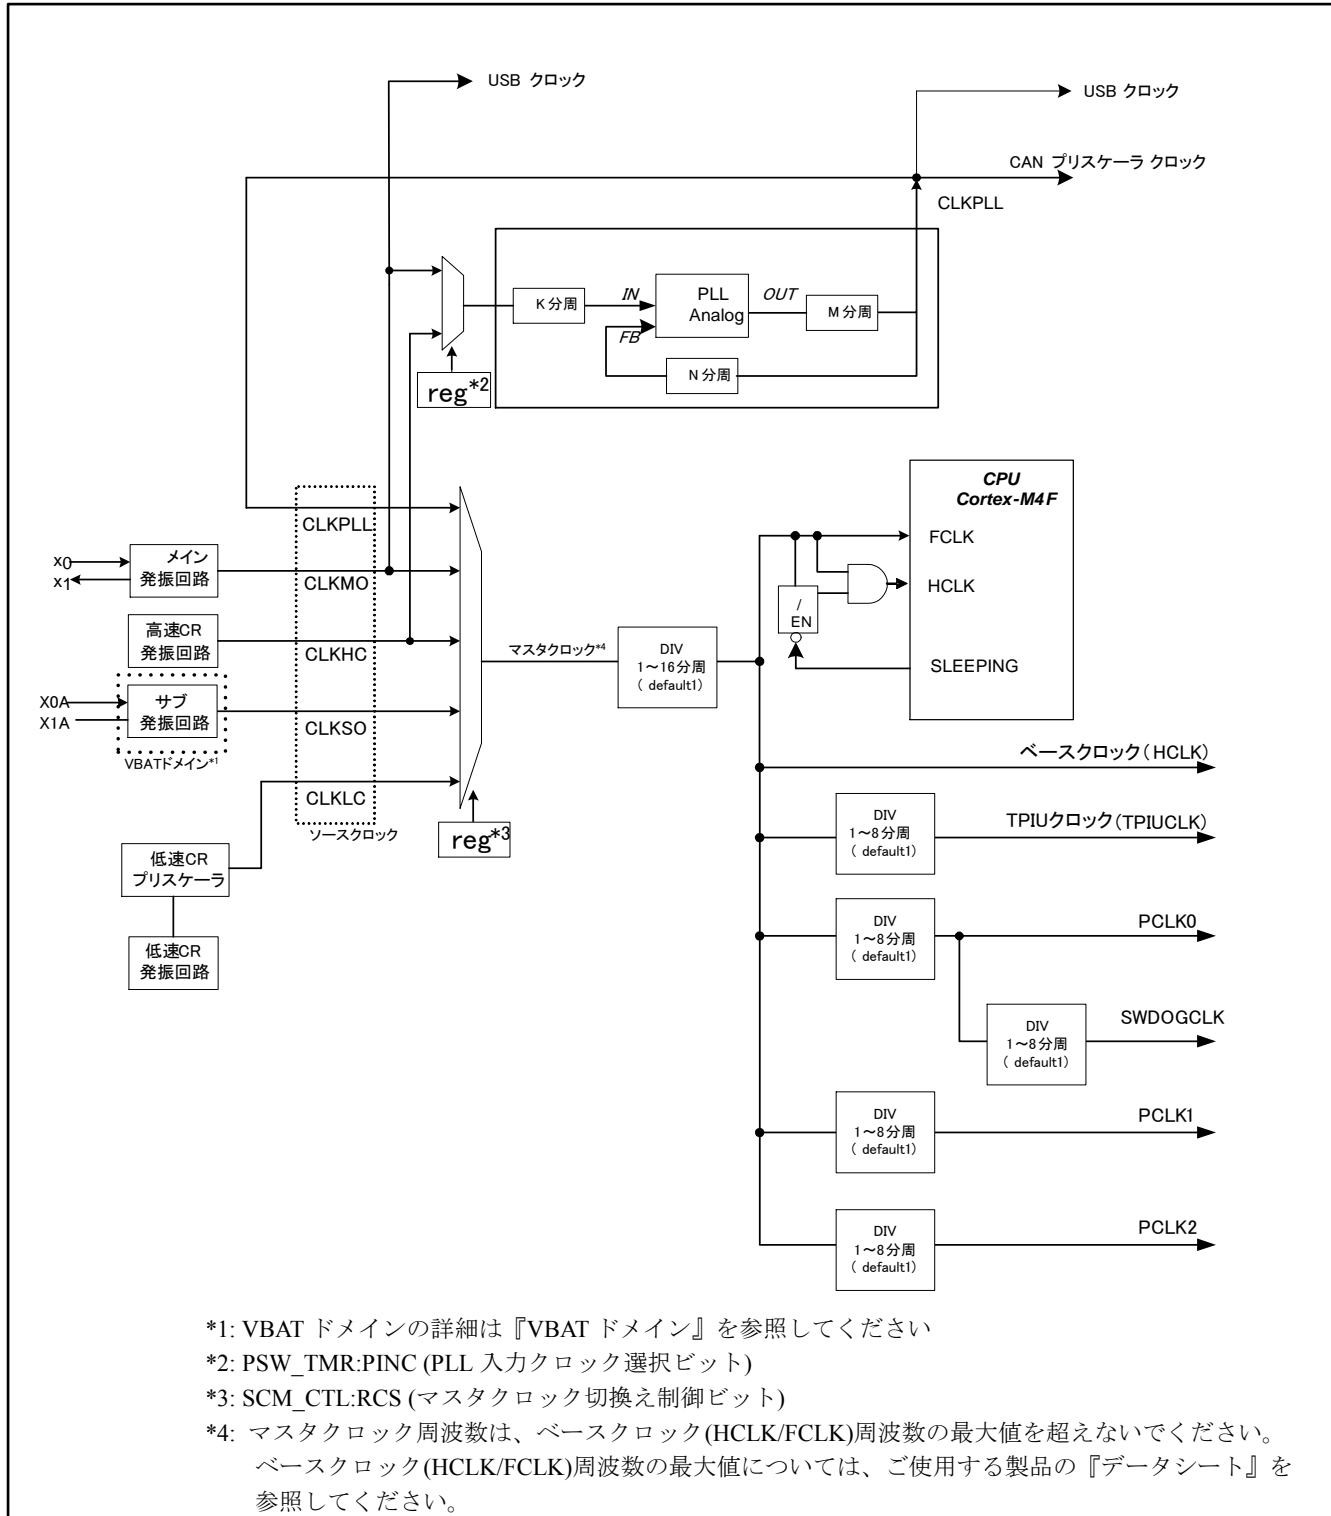 USB クロック
USB クロック
CAN プリスケーラ クロック
CLKPLL
K分周
IN
FB
PLL
Analog
OUT
M分周
N分周
reg*2
CPU
Cortex-M4F
FCLK
HCLK
SLEEPING
/
EN
x0
x1
メイン
発振回路
高速CR
発振回路
X0A
X1A
サブ
発振回路
VBATドメイン*1
CLKPLL
CLKMO
CLKHC
CLKSO
CLKLC
ソースクロック
reg*3
低速CR
プリスケーラ
低速CR
発振回路
マスタクロック*4
DIV
1～16分周
( default1)
ベースクロック(HCLK)
DIV
1～8分周
( default1)
TPIUクロック(TPIUCLK)
DIV
1～8分周
( default1)
PCLK0
DIV
1～8分周
( default1)
SWDOGCLK
DIV
1～8分周
( default1)
PCLK1
DIV
1～8分周
( default1)
PCLK2
*1: VBAT ドメインの詳細は『VBAT ドメイン』を参照してください
*2: PSW_TMR:PINC (PLL 入力クロック選択ビット)
*3: SCM_CTL:RCS (マスタクロック切換え制御ビット)
*4: マスタクロック周波数は、ベースクロック(HCLK/FCLK)周波数の最大値を超えないでください。
ベースクロック(HCLK/FCLK)周波数の最大値については、ご使用する製品の『データシート』を
参照してください。